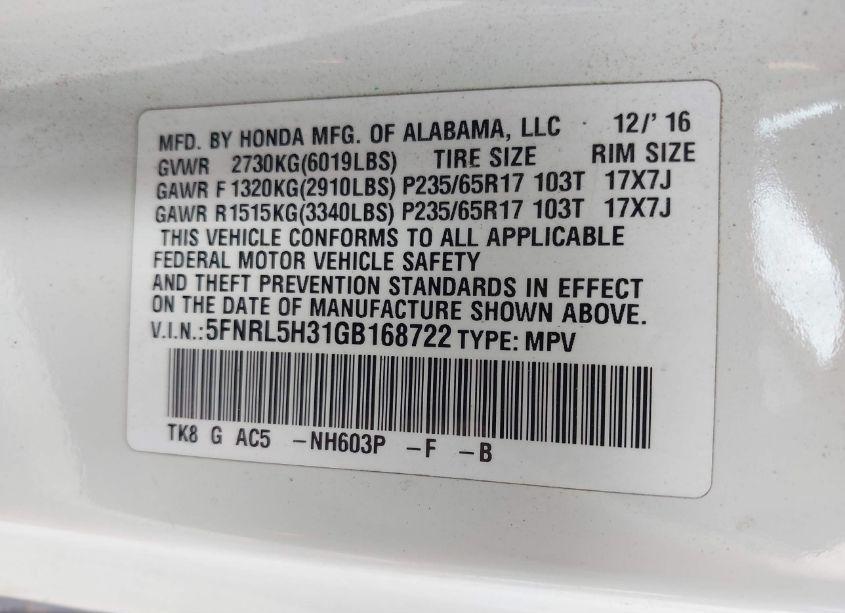 MFD. BY HONDA MFG. OF ALABAMA, LLC 12/' 16
GVWR 2730KG(6019LBS) TIRE SIZE RIM SIZE
GAWR F 1320KG(2910LBS) P235/65R17 103T 17X7J
GAWR R1515KG(3340LBS) P235/65R17 103T 17X7J
THIS VEHICLE CONFORMS TO ALL APPLICABLE
FEDERAL MOTOR VEHICLE SAFETY
AND THEFT PREVENTION STANDARDS IN EFFECT
ON THE DATE OF MANUFACTURE SHOWN ABOVE.
V.I.N.:5FNRL5H31GB168722 TYPE: MPV
TK8 G AC5 -NH603P -F -B